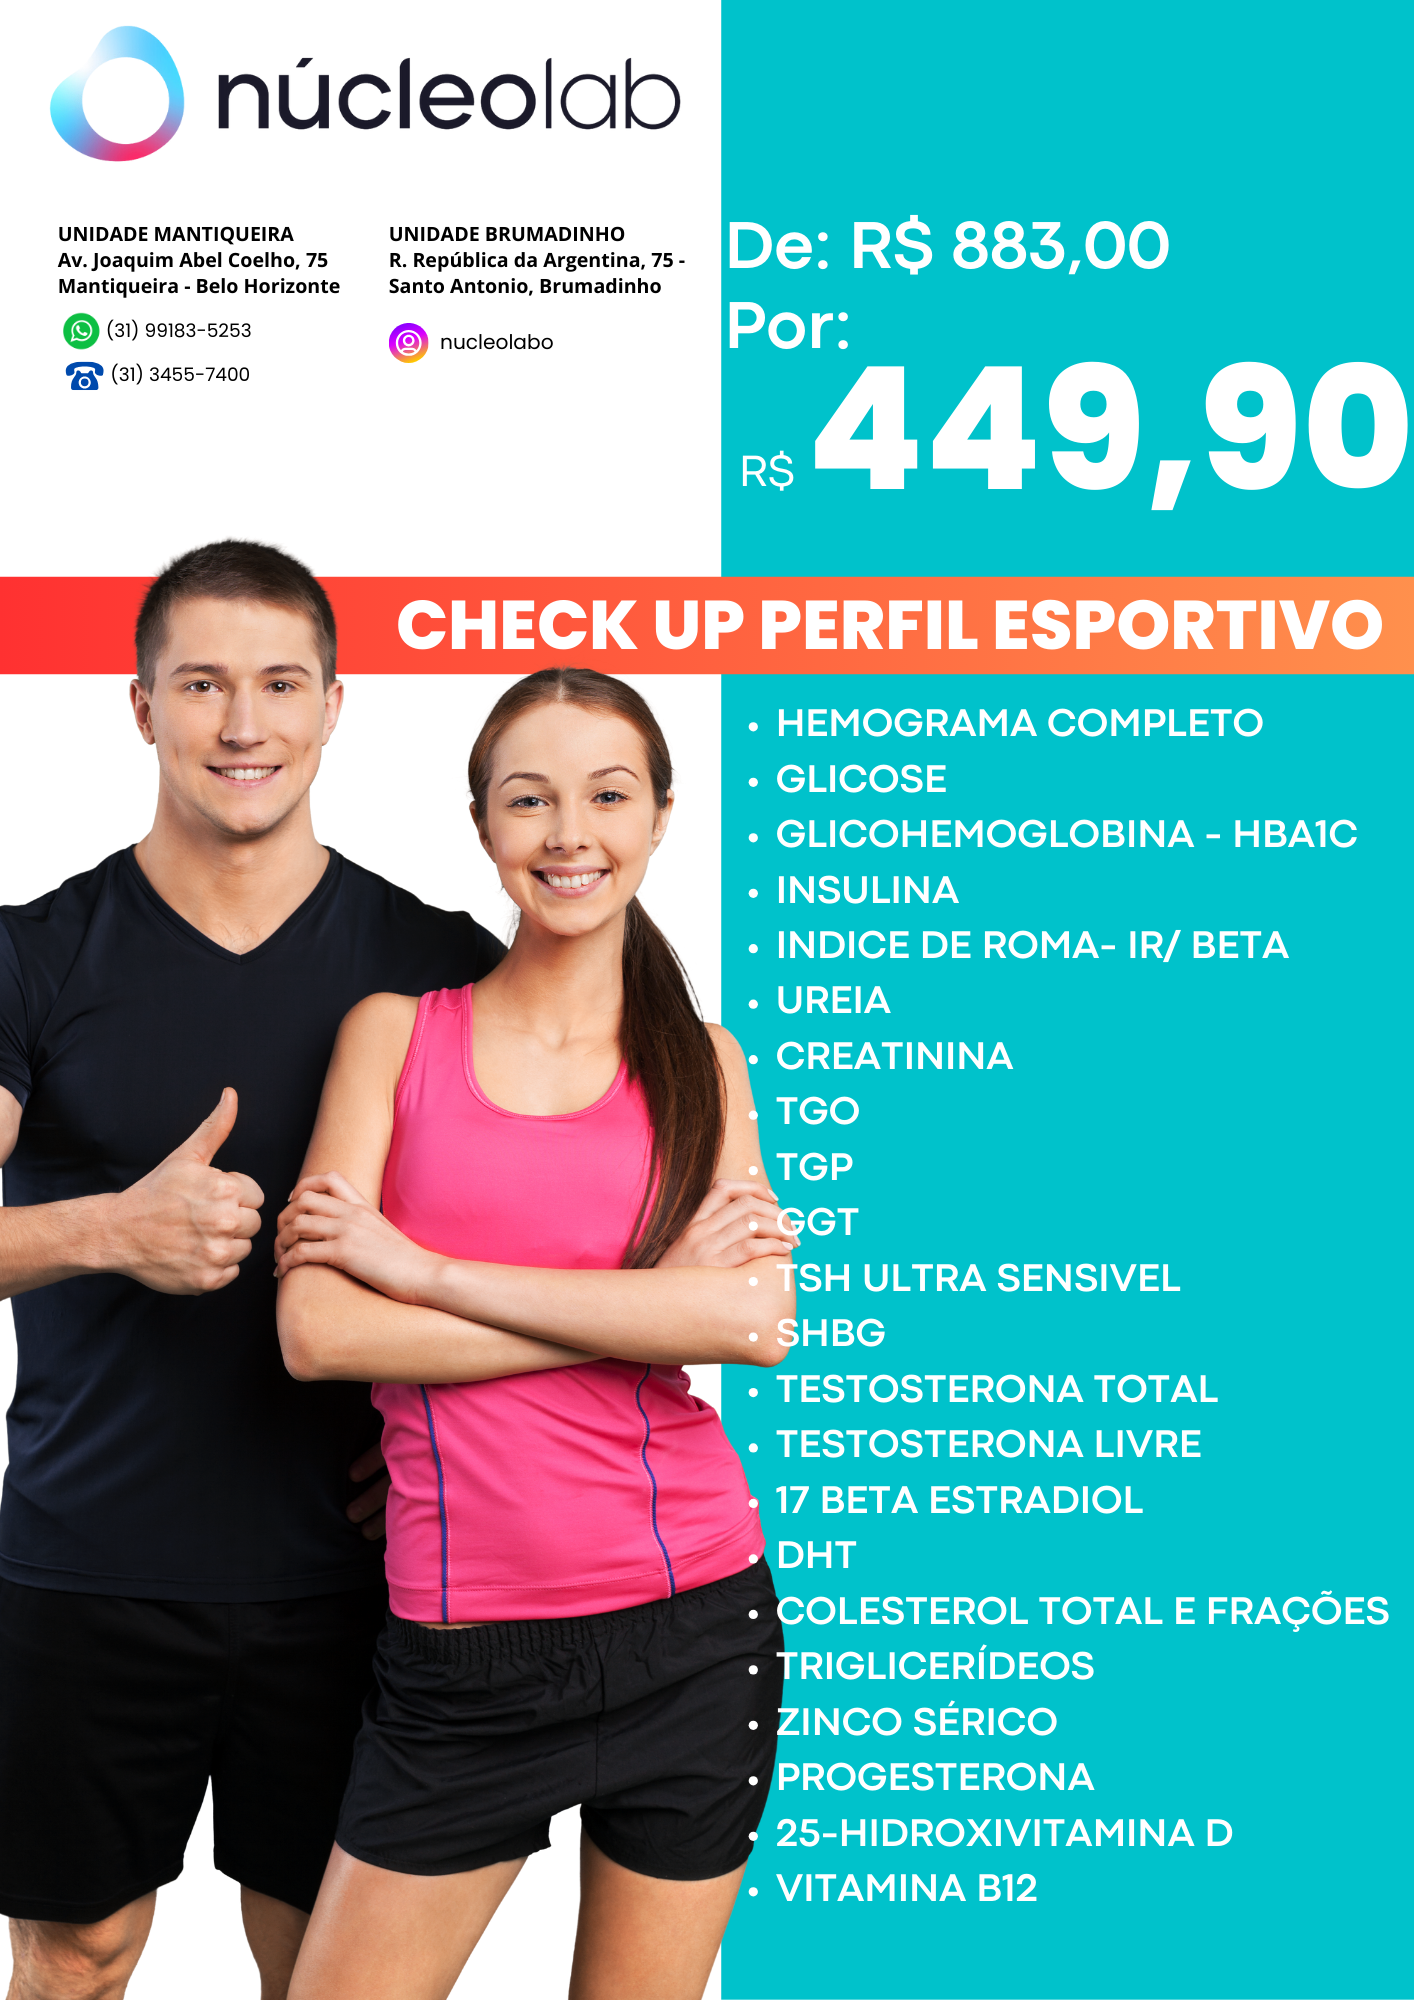 núcleolab
UNIDADE MANTIQUEIRA
Av. Joaquim Abel Coelho, 75
Mantiqueira - Belo Horizonte
(31) 99183-5253
(31) 3455-7400
UNIDADE BRUMADINHO
R. República da Argentina, 75 -
Santo Antonio, Brumadinho
nucleolabo
De: R$ 883,00
Por:
R$ 449,90
CHECK UP PERFIL ESPORTIVO
• HEMOGRAMA COMPLETO
• GLICOSE
• GLICOHEMOGLOBINA - HBA1C
• INSULINA
• INDICE DE ROMA- IR/ BETA
• UREIA
• CREATININA
• TGO
• TGP
• GGT
• TSH ULTRA SENSIVEL
• SHBG
• TESTOSTERONA TOTAL
• TESTOSTERONA LIVRE
• 17 BETA ESTRADIOL
• DHT
• COLESTEROL TOTAL E FRAÇÕES
• TRIGLICERÍDEOS
• ZINCO SÉRICO
• PROGESTERONA
• 25-HIDROXIVITAMINA D
• VITAMINA B12